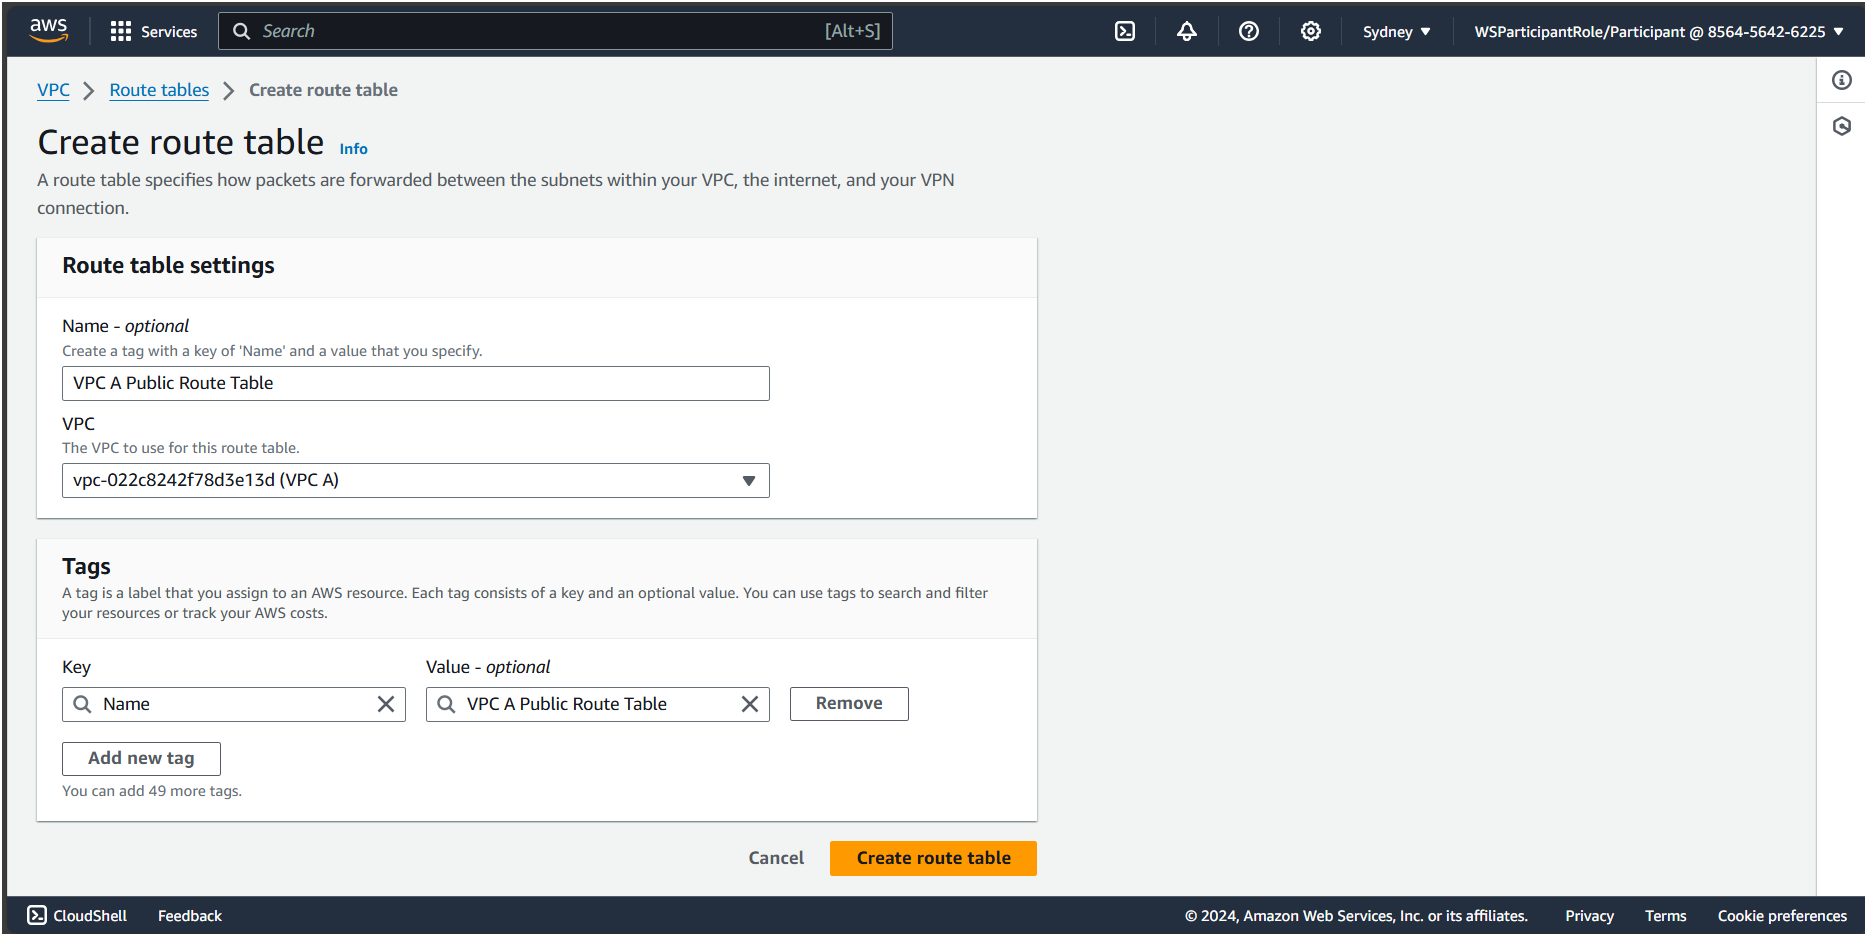 aws
Services
Search
[Alt+S]
Sydney
WSParticipantRole/Participant @ 8564-5642-6225
VPC
Route tables
Create route table
Create route table
Info
A route table specifies how packets are forwarded between the subnets within your VPC, the internet, and your VPN
connection.
Route table settings
Name - optional
Create a tag with a key of 'Name' and a value that you specify.
VPC A Public Route Table
VPC
The VPC to use for this route table.
vpc-022c8242f78d3e13d (VPC A)
Tags
A tag is a label that you assign to an AWS resource. Each tag consists of a key and an optional value. You can use tags to search and filter
your resources or track your AWS costs.
Key
Value - optional
Name
VPC A Public Route Table
Remove
Add new tag
You can add 49 more tags.
Cancel
Create route table
CloudShell
Feedback
© 2024, Amazon Web Services, Inc. or its affiliates.
Privacy
Terms
Cookie preferences